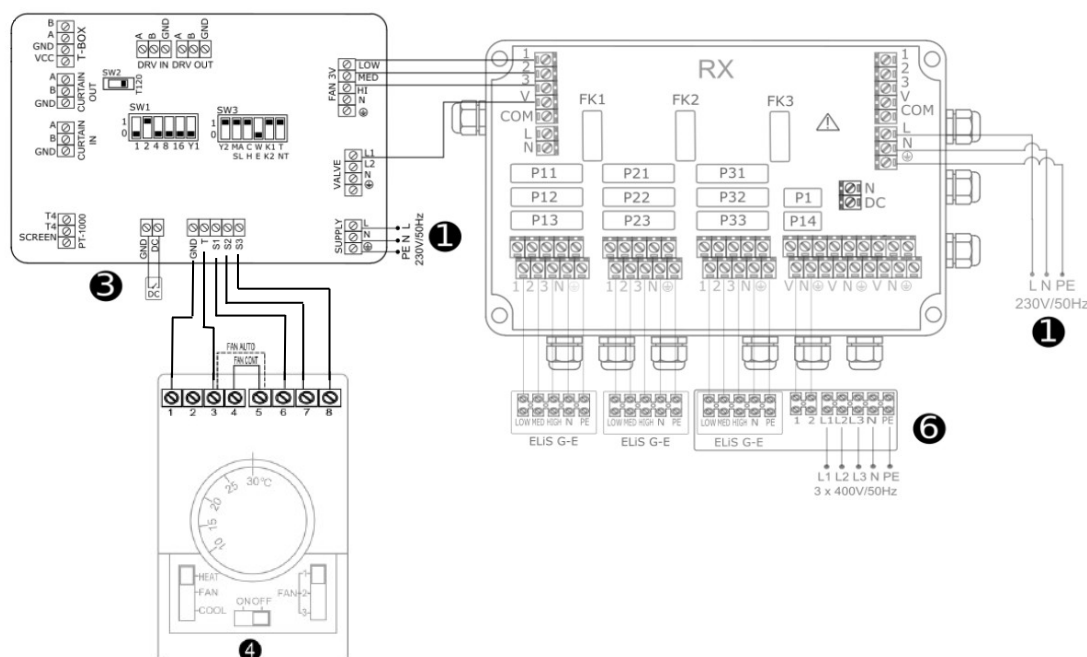 B
A
GND
VCC
T-BOX
A
B
GND
DRV IN
A
B
GND
DRV OUT
SW2
T120
A
B
GND
CURTAIN
OUT
A
B
GND
CURTAIN
IN
SW1
1
0
1 2 4 8 16 Y1
SW3
1
0
Y2 MA C W K1 T
SL H E K2 NT
FAN 3V
LOW
MED
HI
N
VALVE
L1
L2
N
T4
T4
SCREEN
PT-1000
GND
DC
GND
T
S1
S2
S3
SUPPLY
L
N
L
N
PE
230V/50Hz
1
3
DC
FAN AUTO
FAN CONT
1 2 3 4 5 6 7 8
30°C
25
20
15
10
HEAT
FAN
COOL
ON OFF
FAN
1
2
3
4
RX
1
2
3
V
COM
L
N
FK1
FK2
FK3
1
2
3
V
COM
L
N
P11
P21
P31
P12
P22
P32
P1
P13
P23
P33
P14
N
DC
1 2 3 N
1 2 3 N
1 2 3 N
V N V N V N
L N PE
230V/50Hz
1
LOW MED HIGH N PE
ELiS G-E
LOW MED HIGH N PE
ELiS G-E
LOW MED HIGH N PE
ELiS G-E
1 2 L1 L2 L3 N PE
6
L1 L2 L3 N PE
3 x 400V/50Hz